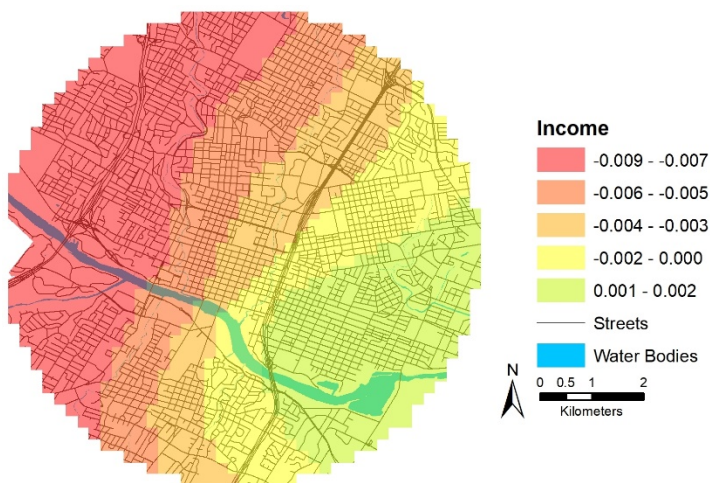 Income
-0.009 - -0.007
-0.006 - -0.005
-0.004 - -0.003
-0.002 - 0.000
0.001 - 0.002
Streets
Water Bodies
N
0 0.5 1 2
Kilometers